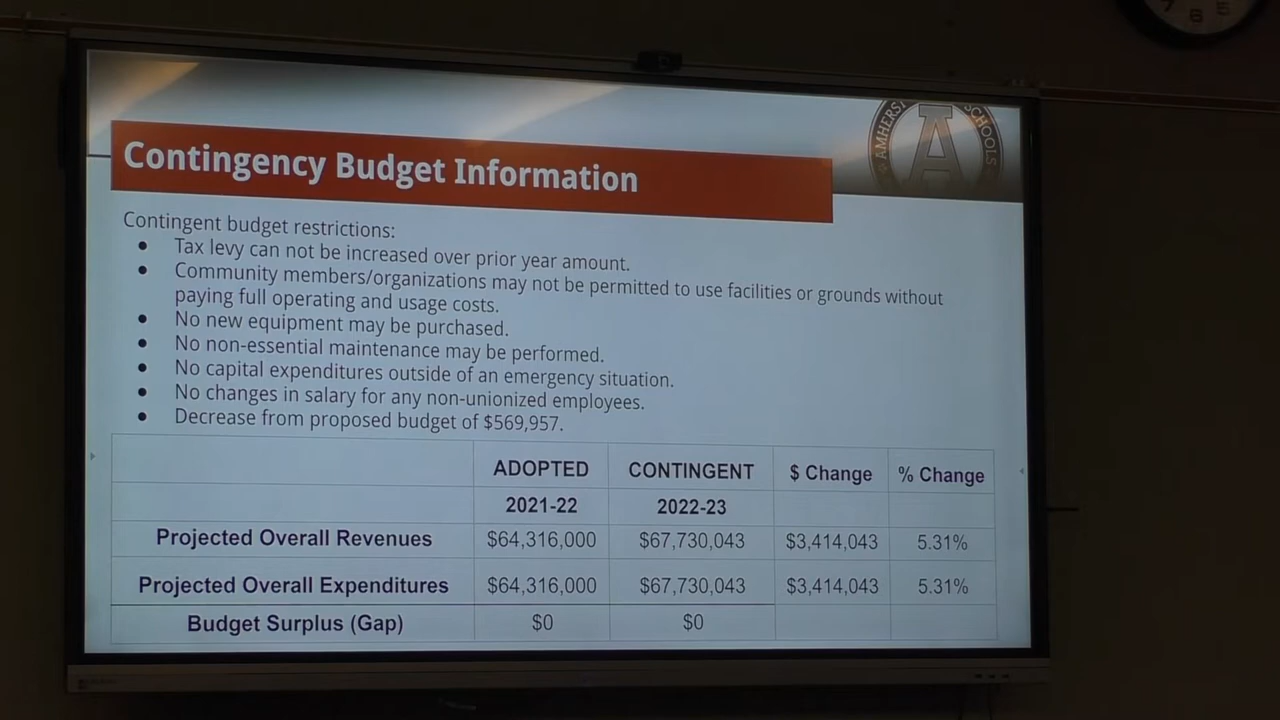 7 6 5
AMHERST
SCHOOLS
A
Contingency Budget Information
Contingent budget restrictions:
● Tax levy can not be increased over prior year amount.
● Community members/organizations may not be permitted to use facilities or grounds without
paying full operating and usage costs.
● No new equipment may be purchased.
● No non-essential maintenance may be performed.
● No capital expenditures outside of an emergency situation.
● No changes in salary for any non-unionized employees.
● Decrease from proposed budget of $569,957.
ADOPTED CONTINGENT $ Change % Change
2021-22 2022-23
Projected Overall Revenues $64,316,000 $67,730,043 $3,414,043 5.31%
Projected Overall Expenditures $64,316,000 $67,730,043 $3,414,043 5.31%
Budget Surplus (Gap) $0 $0